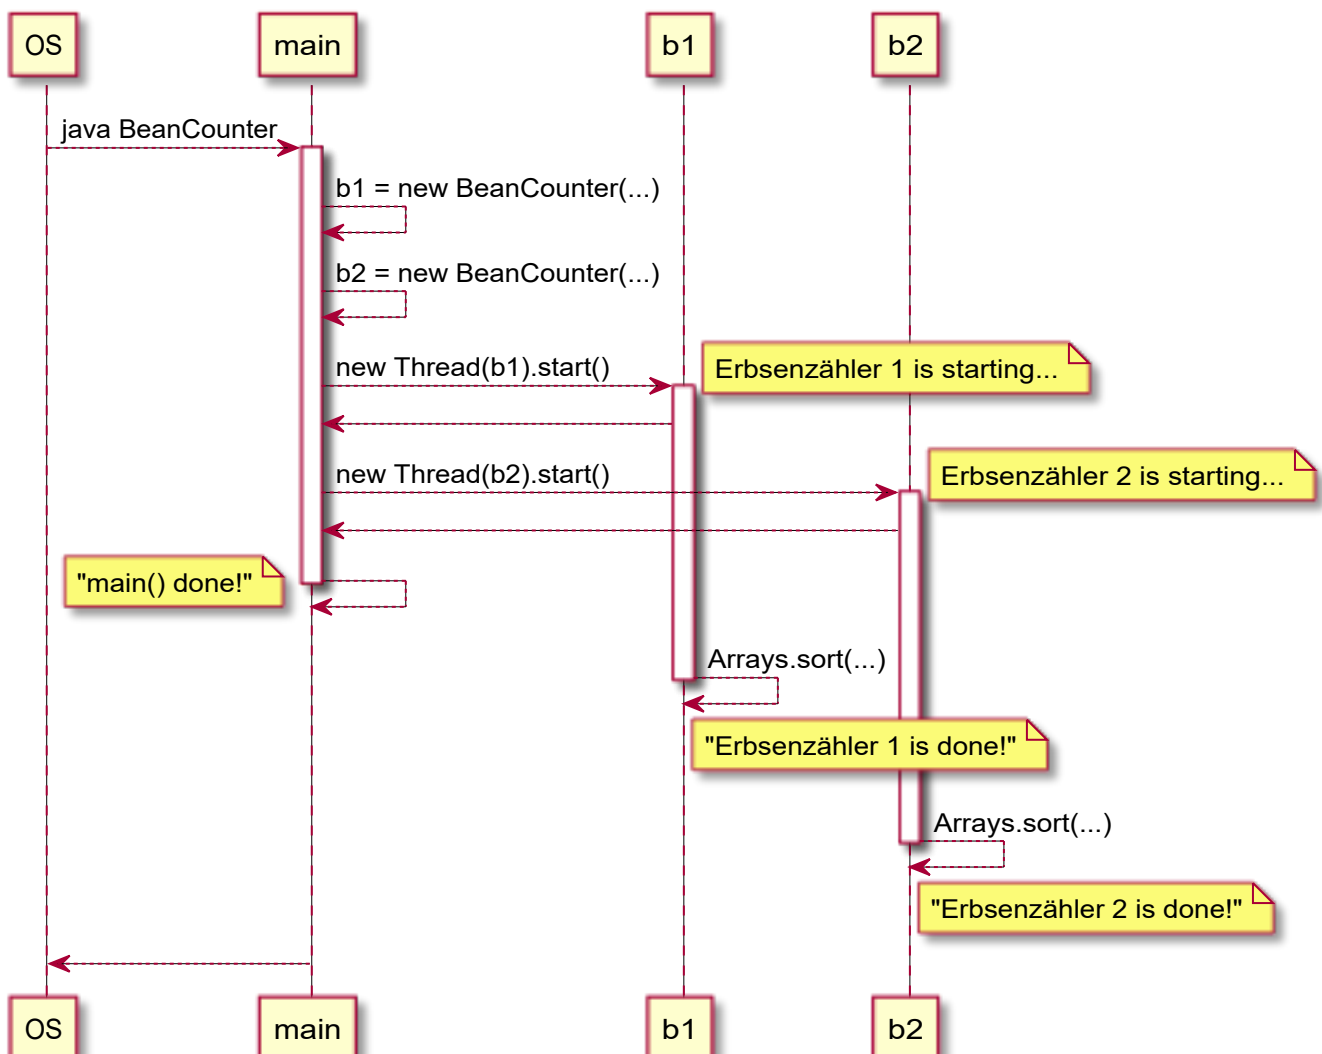 OS
main
b1
b2
java BeanCounter
b1 = new BeanCounter(...)
b2 = new BeanCounter(...)
new Thread(b1).start()
Erbsenzähler 1 is starting...
new Thread(b2).start()
Erbsenzähler 2 is starting...
"main() done!"
Arrays.sort(...)
"Erbsenzähler 1 is done!"
Arrays.sort(...)
"Erbsenzähler 2 is done!"
OS
main
b1
b2